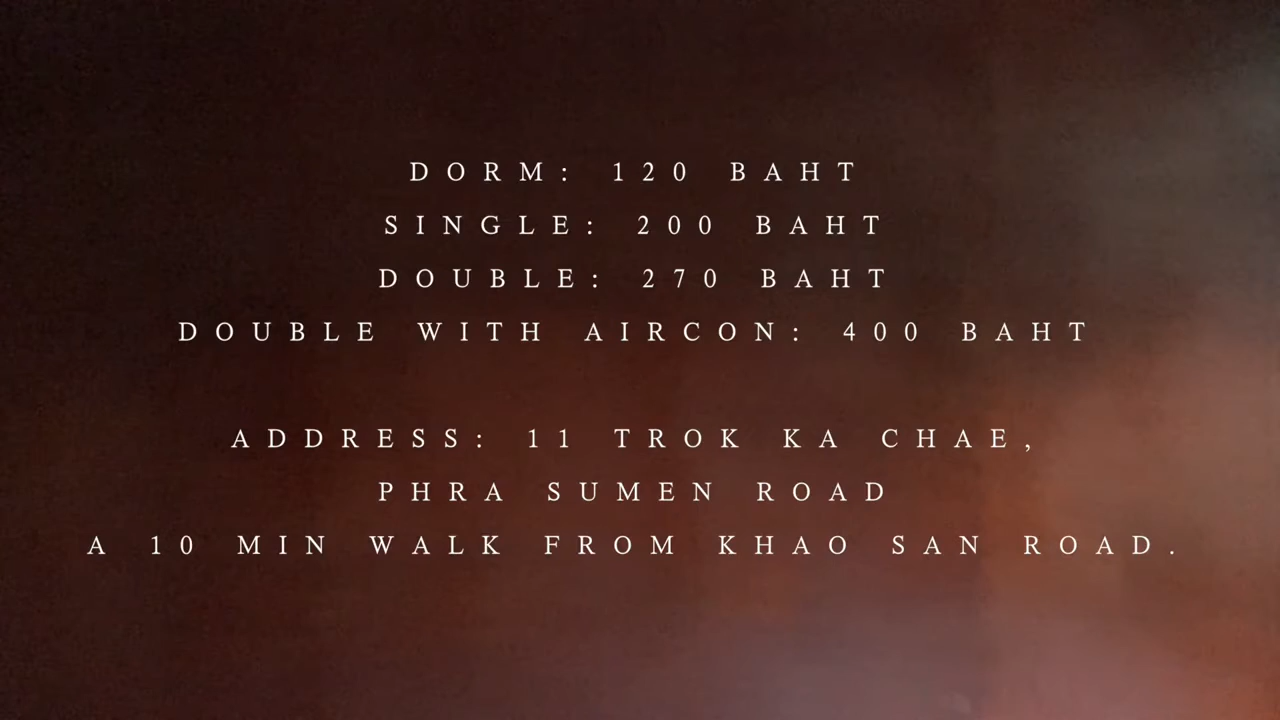 DORM: 120 BAHT
SINGLE: 200 BAHT
DOUBLE: 270 BAHT
DOUBLE WITH AIRCON: 400 BAHT
ADDRESS: 11 TROK KA CHAE,
PHRA SUMEN ROAD
A 10 MIN WALK FROM KHAO SAN ROAD.